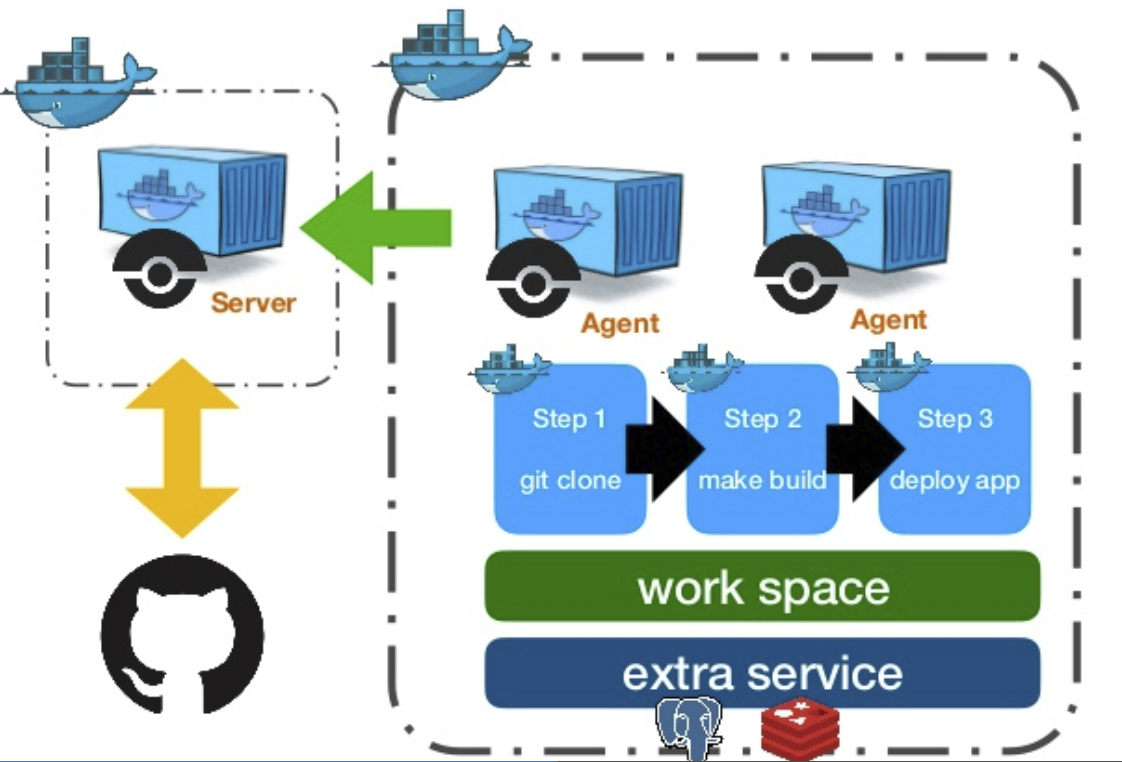 Server
Agent
Agent
Step 1
git clone
Step 2
make build
Step 3
deploy app
work space
extra service